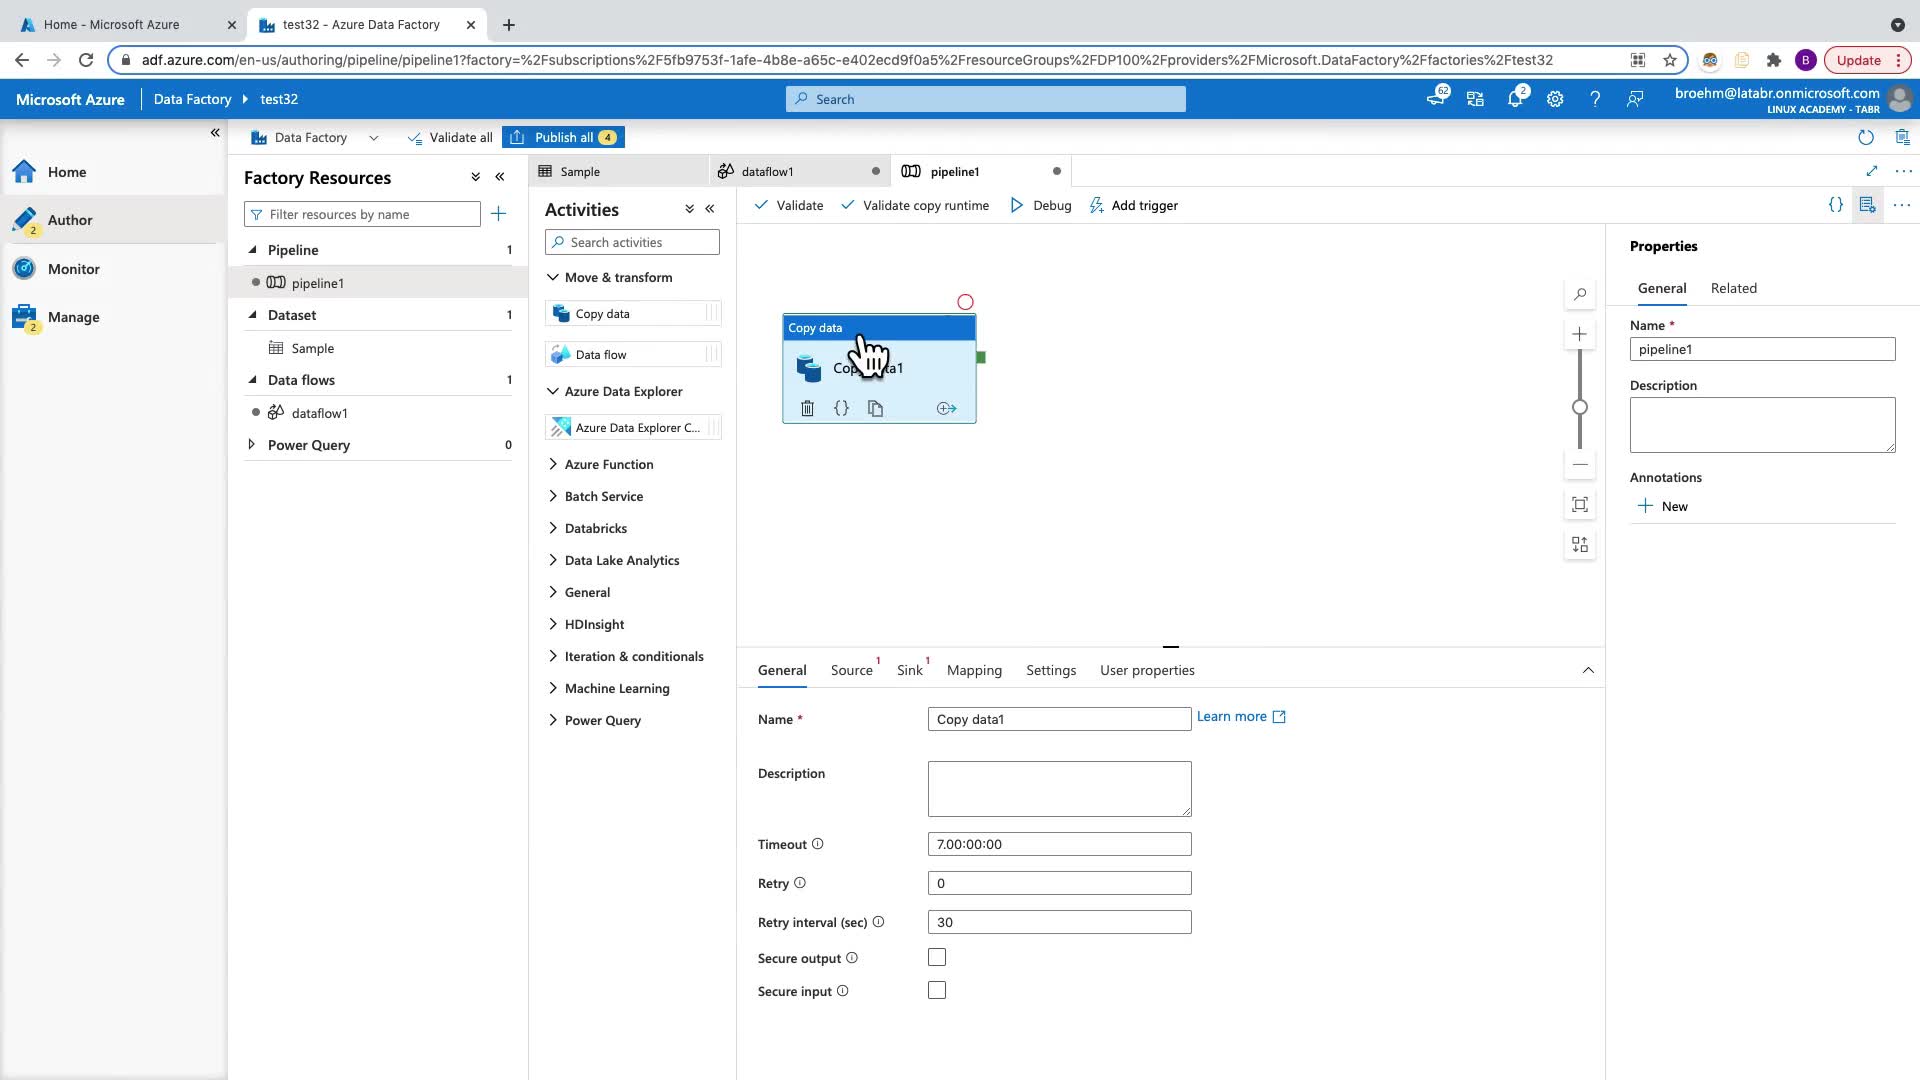 Home - Microsoft Azure
test32 - Azure Data Factory
adf.azure.com/en-us/authoring/pipeline/pipeline1?factory=%2Fsubscriptions%2F5fb9753f-1afe-4b8e-a65c-e402ecd9f0a5%2FresourceGroups%2FDP100%2Fproviders%2FMicrosoft.DataFactory%2Ffactories%2Ftest32
B
Update
Microsoft Azure
Data Factory
test32
Search
62
2
broehm@latabr.onmicrosoft.com
LINUX ACADEMY - TABR
Data Factory
Validate all
Publish all 4
Home
Author
2
Monitor
Manage
2
Factory Resources
Filter resources by name
Pipeline 1
pipeline1
Dataset 1
Sample
Data flows 1
dataflow1
Power Query 0
Sample
dataflow1
pipeline1
Activities
Search activities
Move & transform
Copy data
Data flow
Azure Data Explorer
Azure Data Explorer C...
Azure Function
Batch Service
Databricks
Data Lake Analytics
General
HDInsight
Iteration & conditionals
Machine Learning
Power Query
Validate
Validate copy runtime
Debug
Add trigger
Copy data
General
Source 1
Sink 1
Mapping
Settings
User properties
Name *
Copy data1
Learn more
Description
Timeout
7.00:00:00
Retry
0
Retry interval (sec)
30
Secure output
Secure input
Properties
General
Related
Name *
pipeline1
Description
Annotations
New